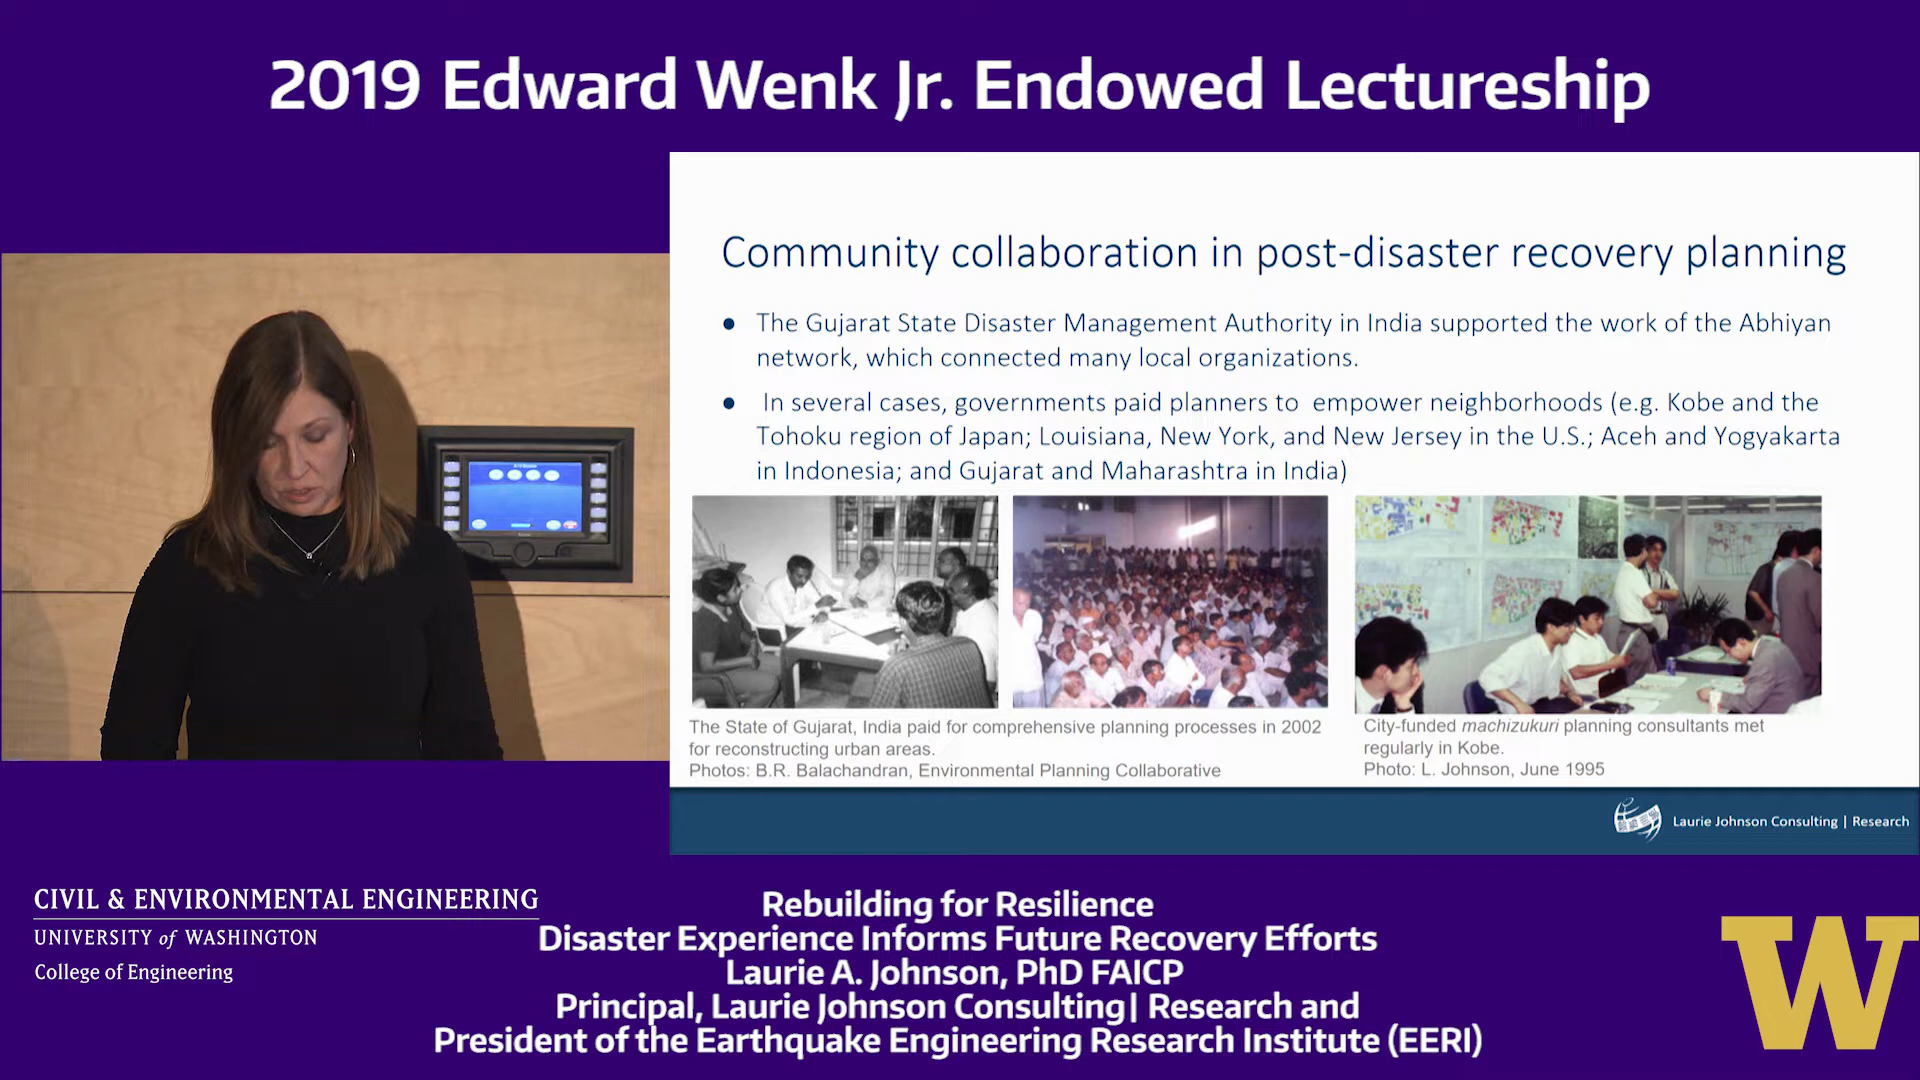 2019 Edward Wenk Jr. Endowed Lectureship
Community collaboration in post-disaster recovery planning
● The Gujarat State Disaster Management Authority in India supported the work of the Abhiyan
network, which connected many local organizations.
● In several cases, governments paid planners to empower neighborhoods (e.g. Kobe and the
Tohoku region of Japan; Louisiana, New York, and New Jersey in the U.S.; Aceh and Yogyakarta
in Indonesia; and Gujarat and Maharashtra in India)
The State of Gujarat, India paid for comprehensive planning processes in 2002
for reconstructing urban areas.
Photos: B.R. Balachandran, Environmental Planning Collaborative
City-funded machizukuri planning consultants met
regularly in Kobe.
Photo: L. Johnson, June 1995
Laurie Johnson Consulting | Research
CIVIL & ENVIRONMENTAL ENGINEERING
UNIVERSITY of WASHINGTON
College of Engineering
Rebuilding for Resilience
Disaster Experience Informs Future Recovery Efforts
Laurie A. Johnson, PhD FAICP
Principal, Laurie Johnson Consulting| Research and
President of the Earthquake Engineering Research Institute (EERI)
W